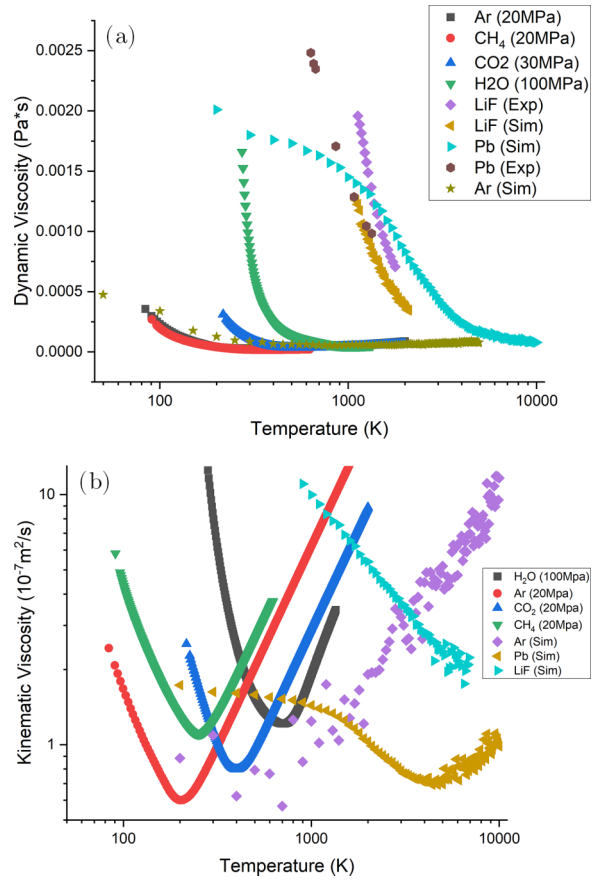 (a)
Dynamic Viscosity (Pa*s)
0.0025
0.0020
0.0015
0.0010
0.0005
0.0000
100
1000
10000
Temperature (K)
Ar (20MPa)
CH₄ (20MPa)
CO2 (30MPa)
H2O (100MPa)
LiF (Exp)
LiF (Sim)
Pb (Sim)
Pb (Exp)
Ar (Sim)
(b)
Kinematic Viscosity (10⁻⁷m²/s)
10
1
100
1000
10000
Temperature (K)
H₂O (100Mpa)
Ar (20Mpa)
CO₂ (20Mpa)
CH₄ (20Mpa)
Ar (Sim)
Pb (Sim)
LiF (Sim)